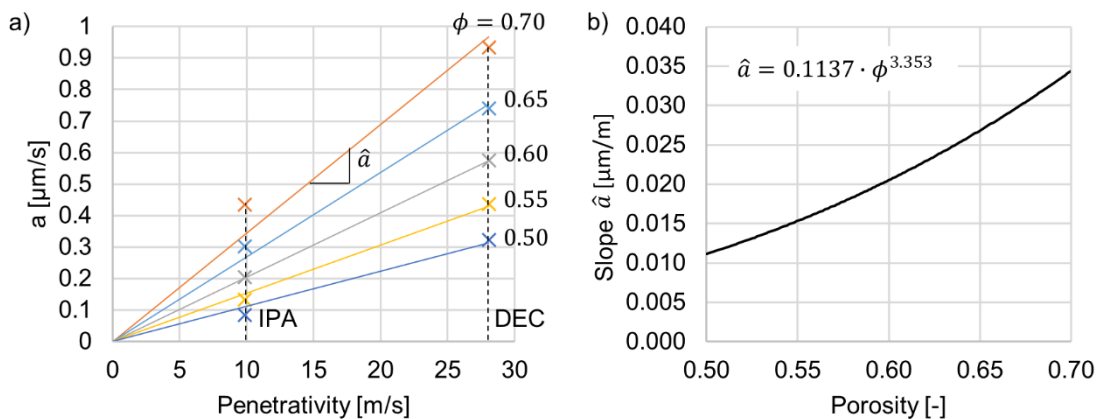 a)
a [µm/s]
1
0.9
0.8
0.7
0.6
0.5
0.4
0.3
0.2
0.1
0
ϕ = 0.70
0.65
0.60
0.55
0.50
â
IPA
DEC
0 5 10 15 20 25 30
Penetrativity [m/s]
b)
Slope â [µm/m]
0.040
0.035
0.030
0.025
0.020
0.015
0.010
0.005
0.000
â = 0.1137 · ϕ^3.353
0.50 0.55 0.60 0.65 0.70
Porosity [-]